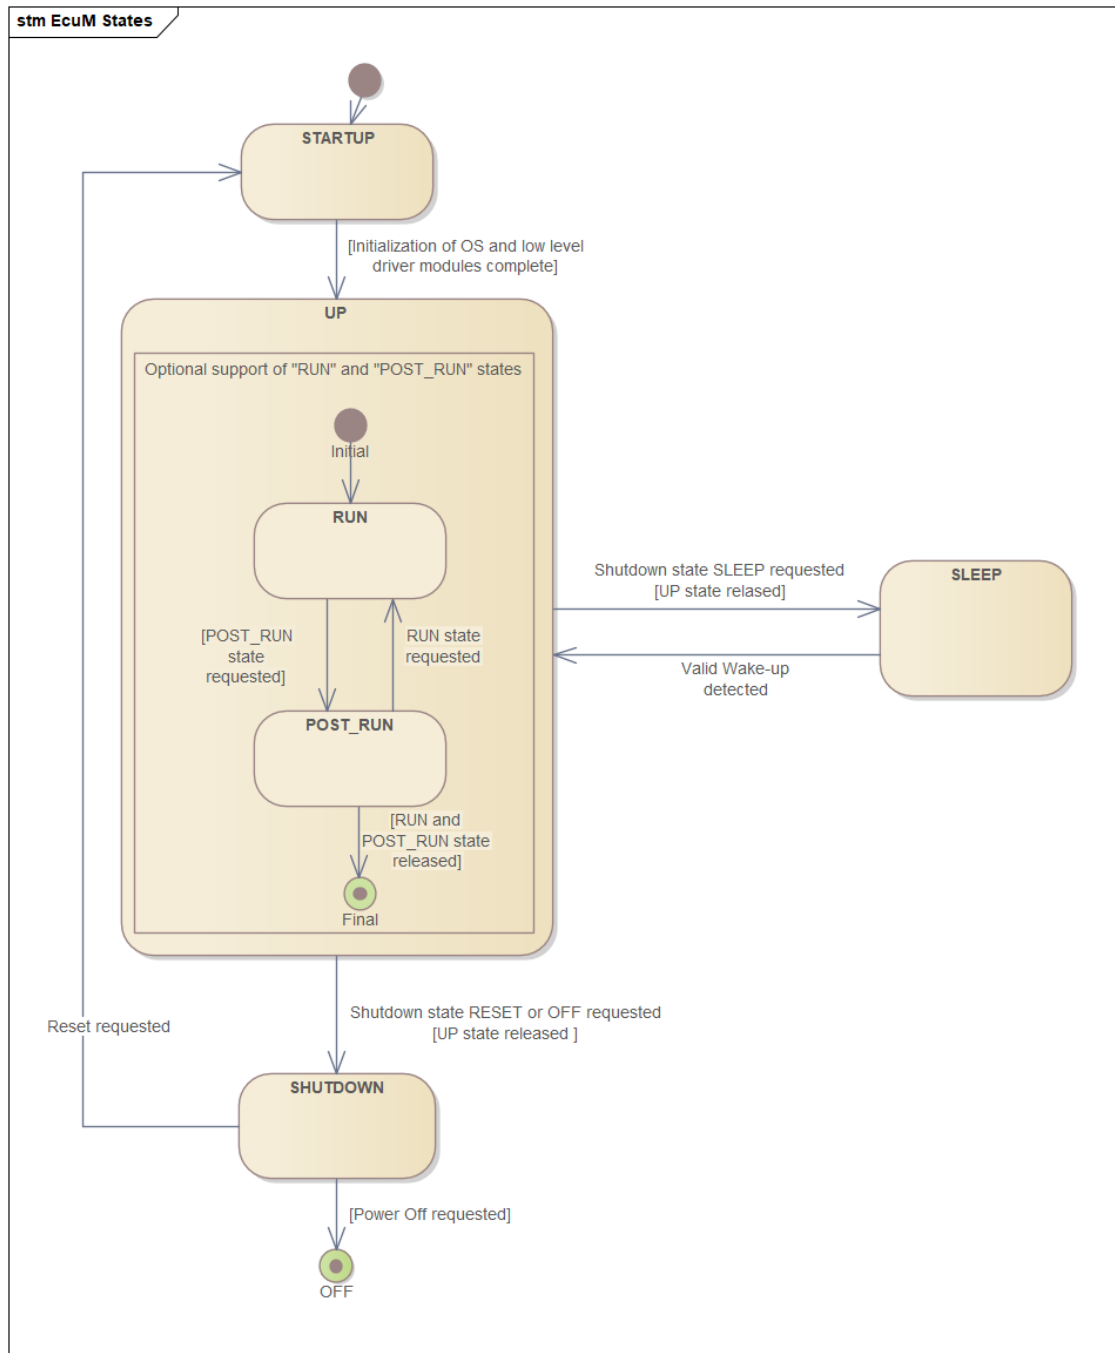 stm EcuM States
STARTUP
[Initialization of OS and low level
driver modules complete]
UP
Optional support of "RUN" and "POST_RUN" states
Initial
RUN
[POST_RUN
state
requested]
RUN state
requested
POST_RUN
[RUN and
POST_RUN state
released]
Final
Shutdown state SLEEP requested
[UP state relased]
SLEEP
Valid Wake-up
detected
Shutdown state RESET or OFF requested
[UP state released ]
Reset requested
SHUTDOWN
[Power Off requested]
OFF